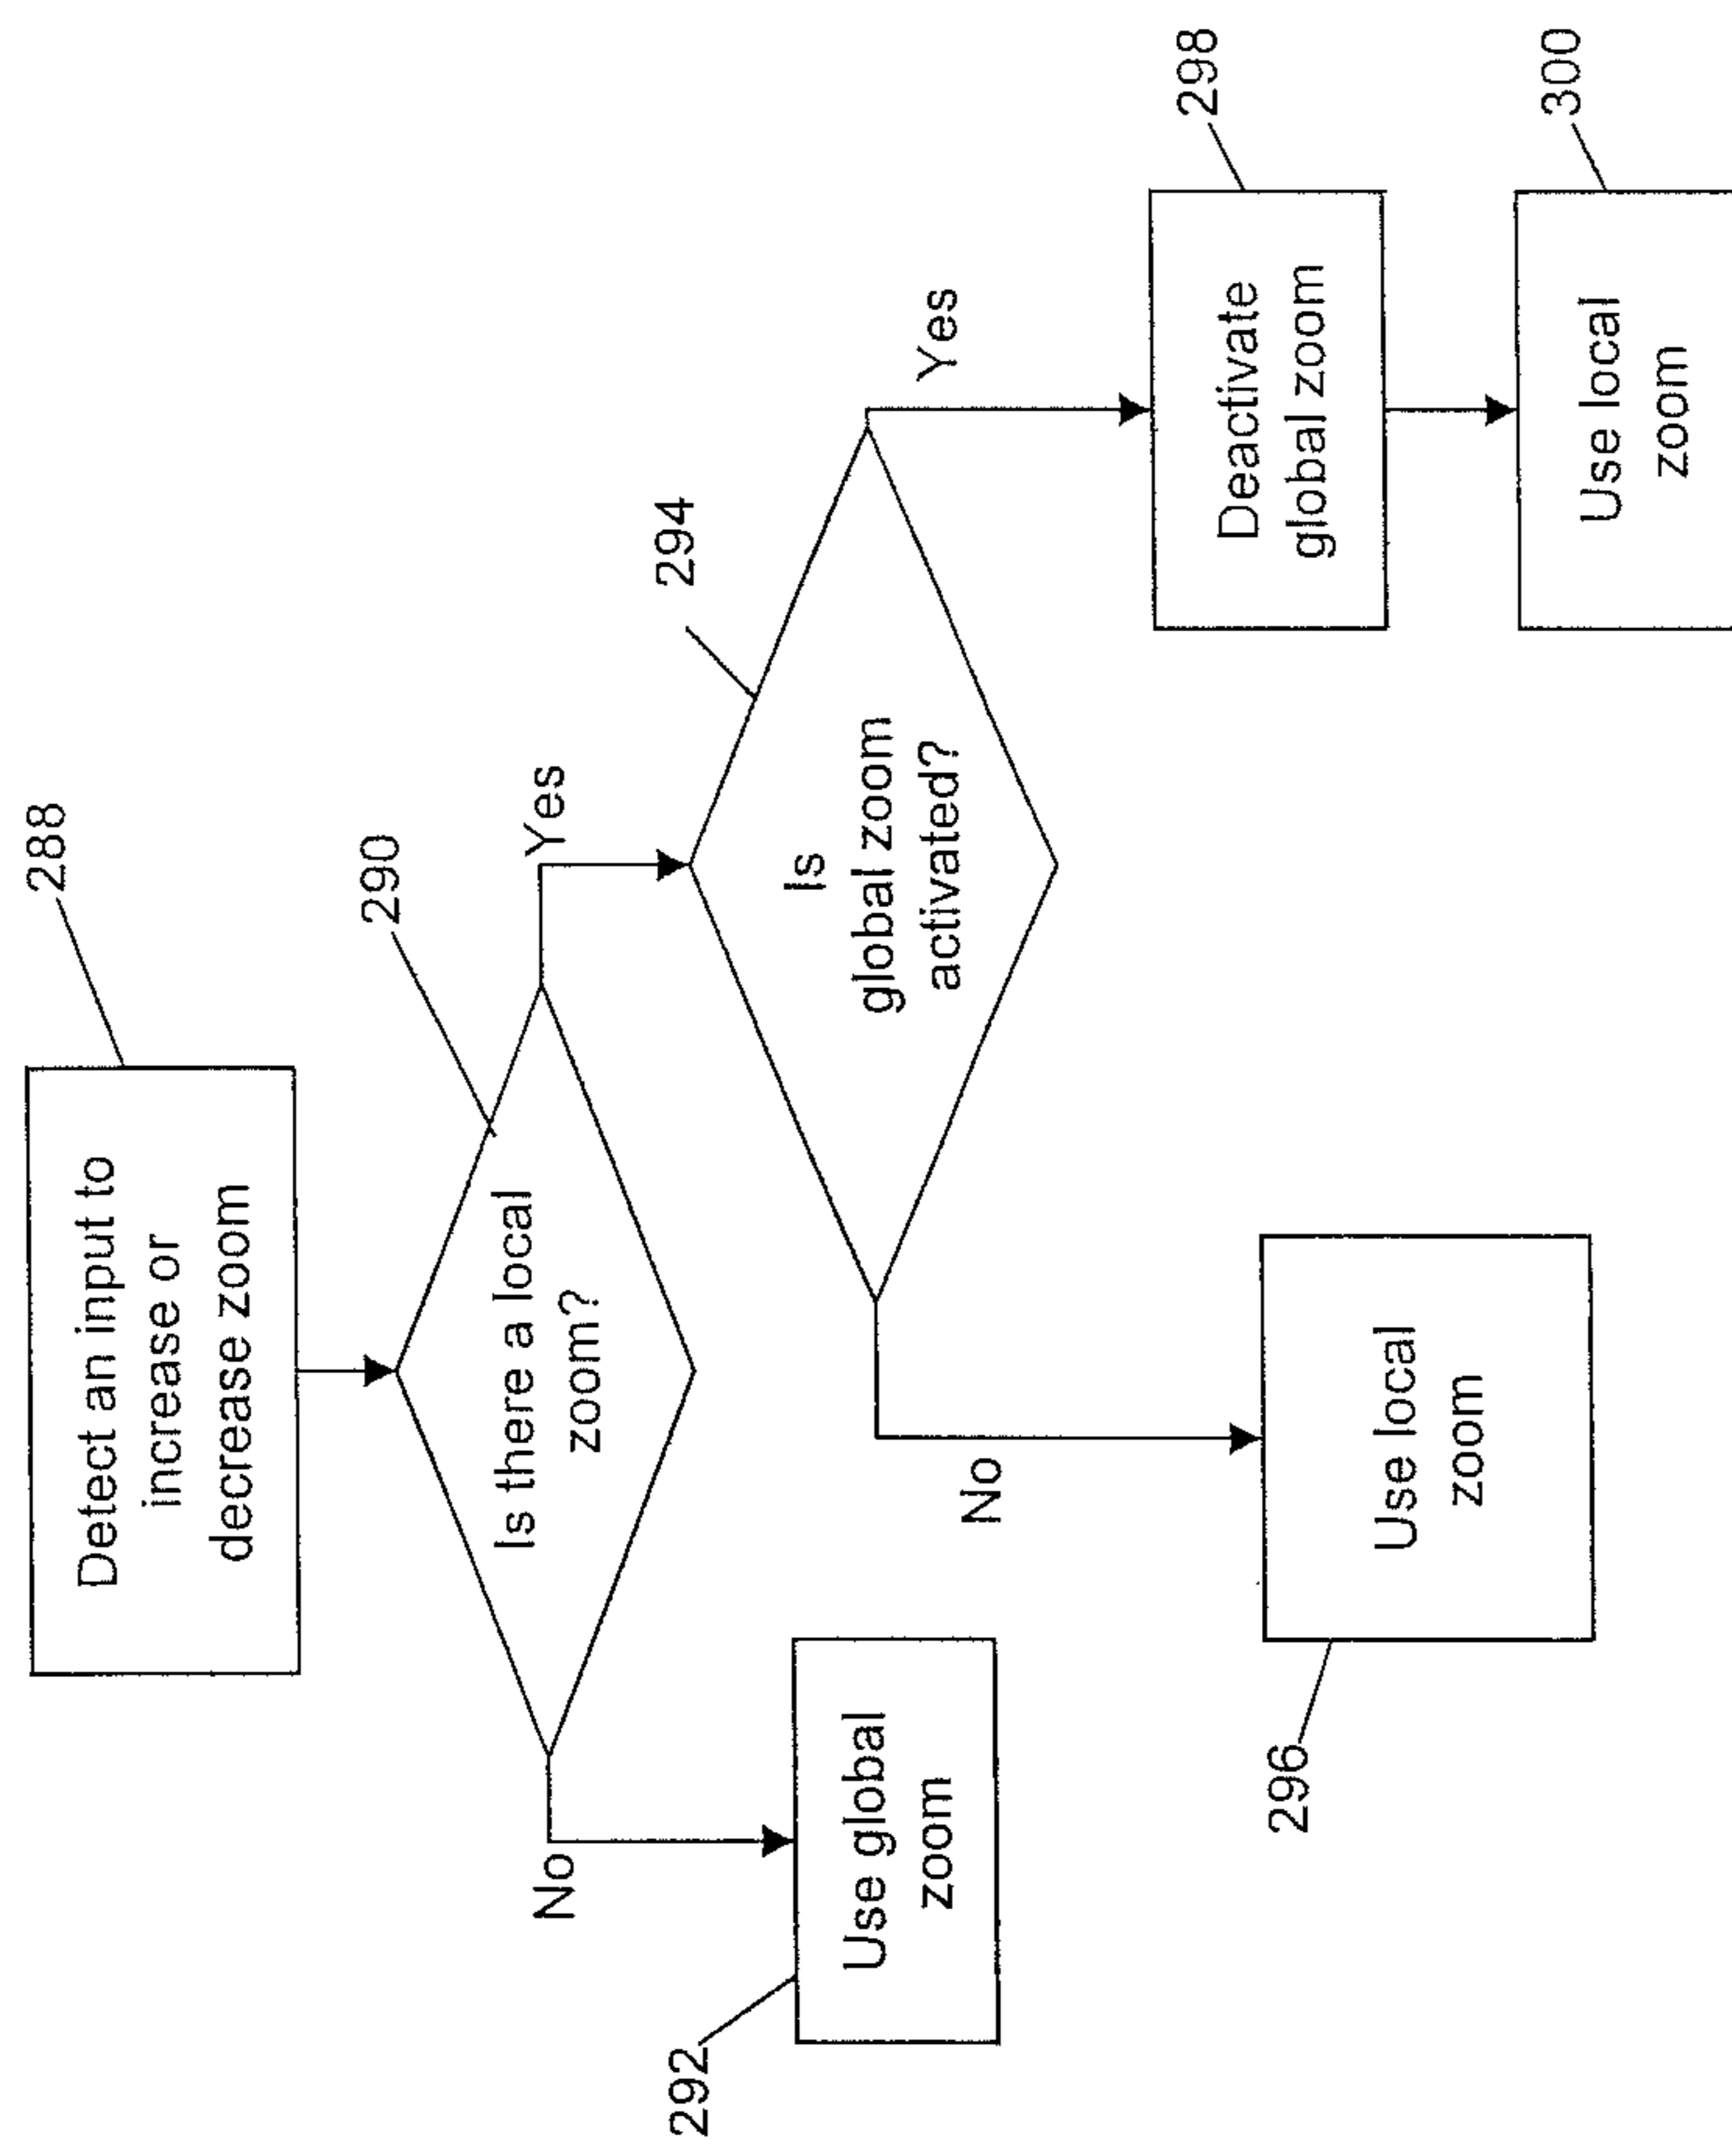 288
Detect an input to
increase or
decrease zoom
290
Is there a local
zoom?
No
Yes
292
Use global
zoom
294
Is
global zoom
activated?
No
Yes
296
Use local
zoom
298
Deactivate
global zoom
300
Use local
zoom